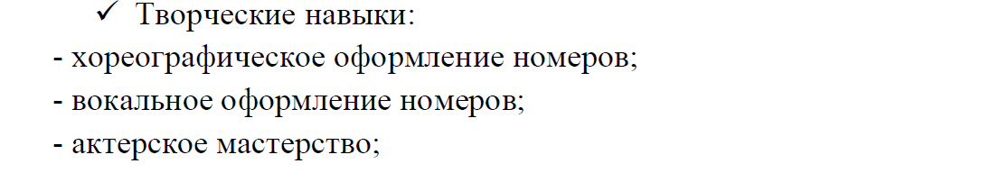 ✓ Творческие навыки:
- хореографическое оформление номеров;
- вокальное оформление номеров;
- актерское мастерство;